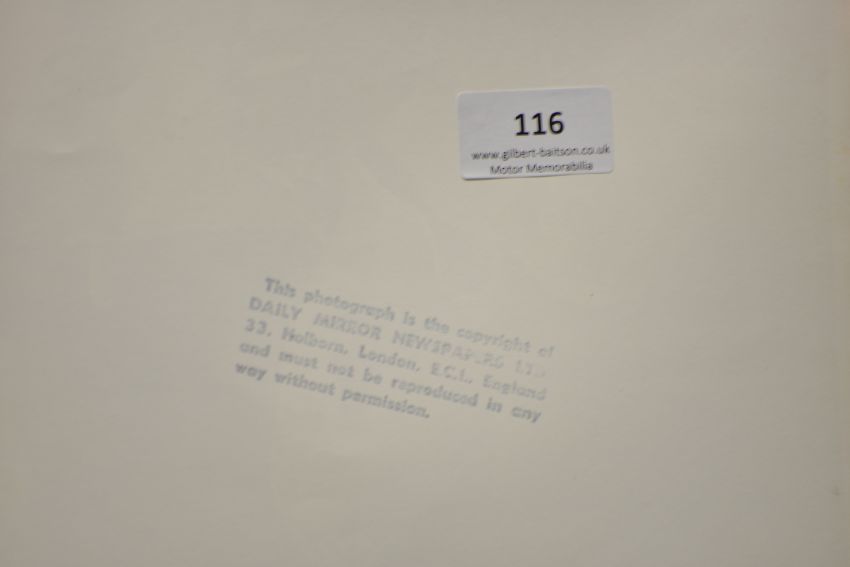 116
www.gilbert-baitson.co.uk
Motor Memorabilia
This photograph is the copyright of
DAILY MIRROR NEWSPAPERS LTD.
33, Holborn, London, E.C.1., England
and must not be reproduced in any
way without permission.